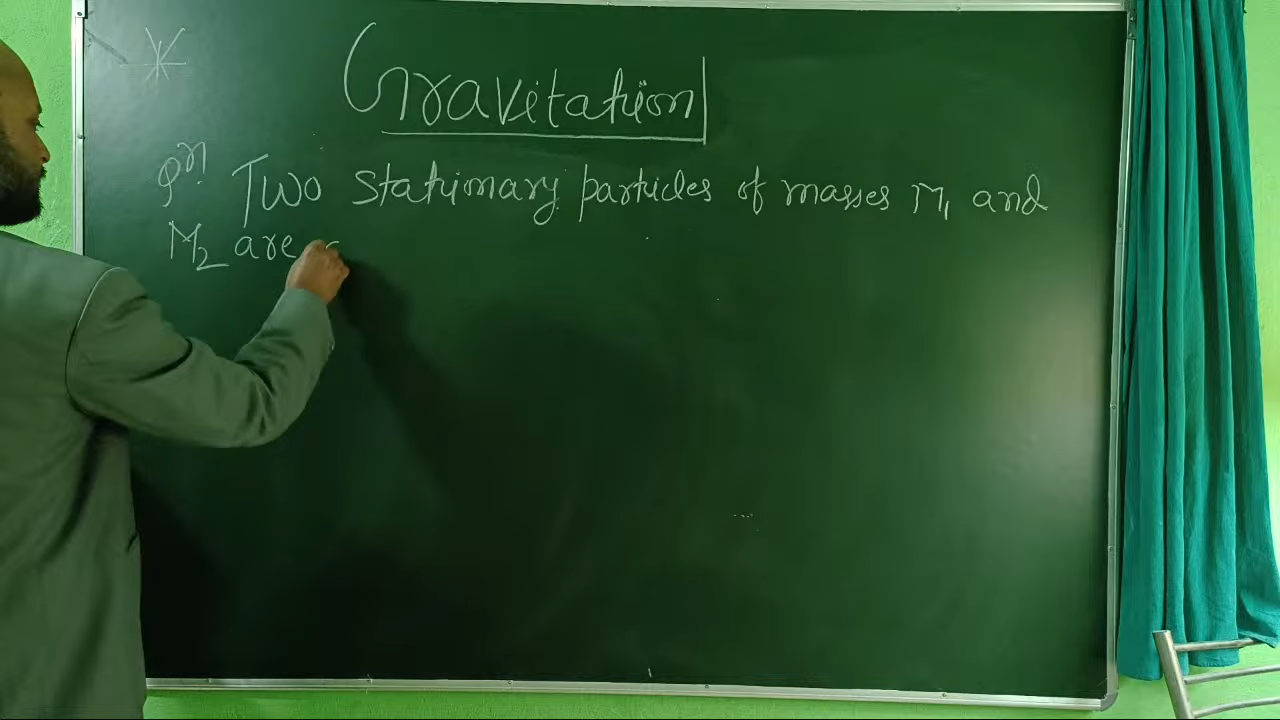 Gravitation
Qn. Two stationary particles of masses M1 and
M2 are